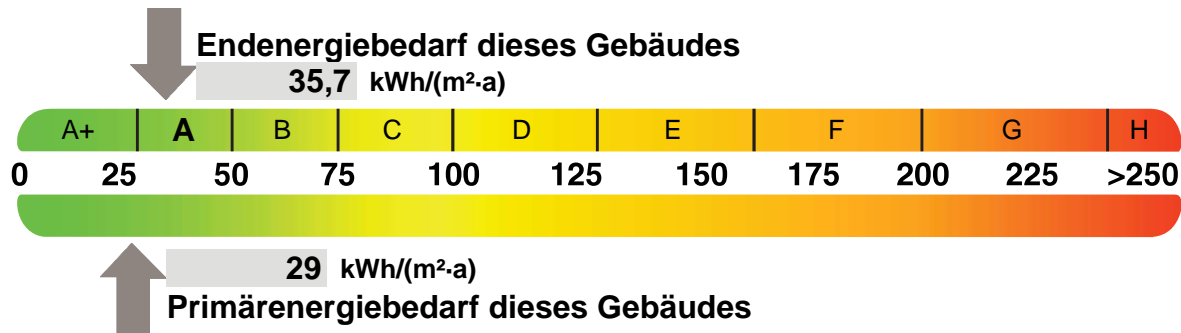 Endenergiebedarf dieses Gebäudes
35,7 kWh/(m²·a)
A+ A B C D E F G H
0 25 50 75 100 125 150 175 200 225 >250
29 kWh/(m²·a)
Primärenergiebedarf dieses Gebäudes